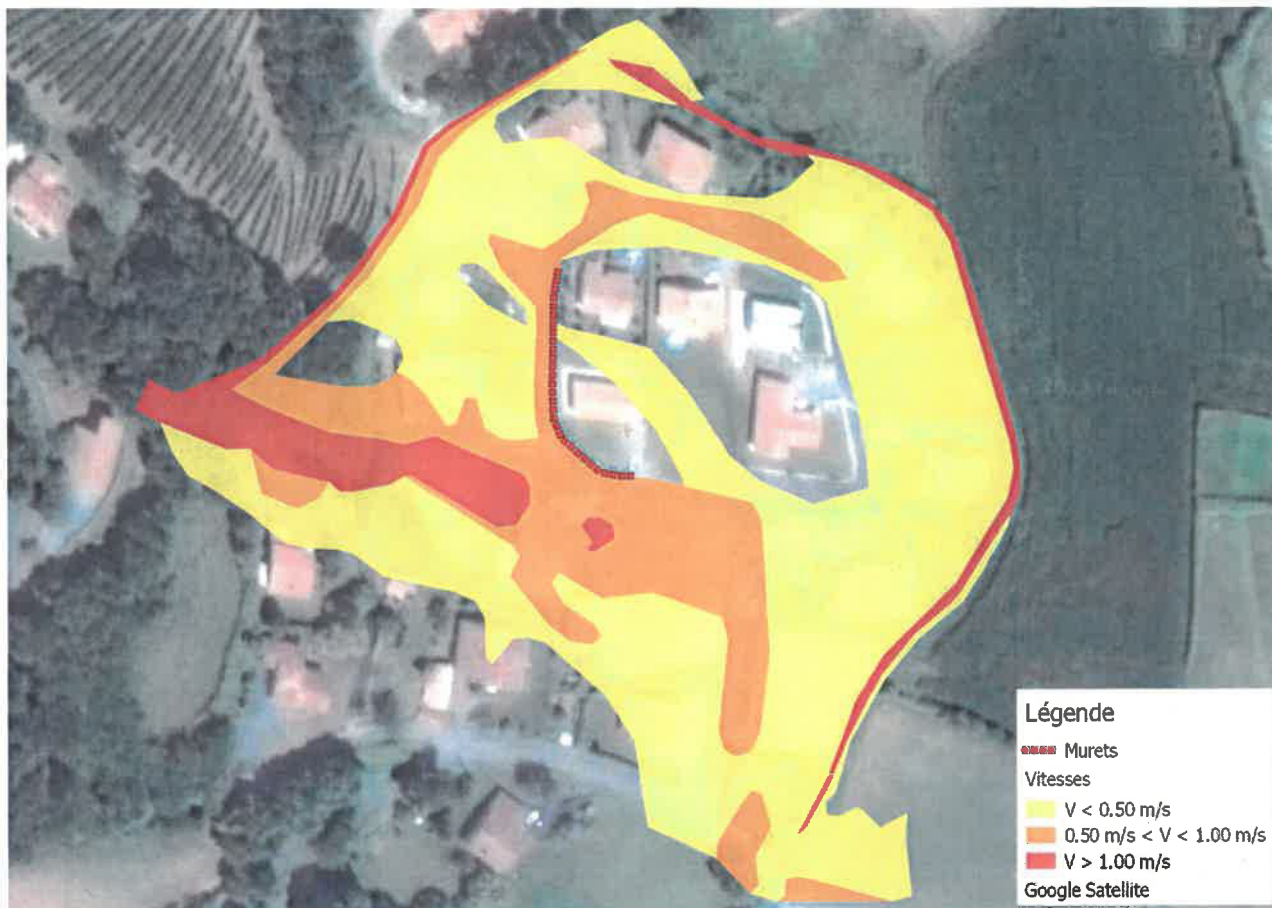 Légende
Murets
Vitesses
V < 0.50 m/s
0.50 m/s < V < 1.00 m/s
V > 1.00 m/s
Google Satellite